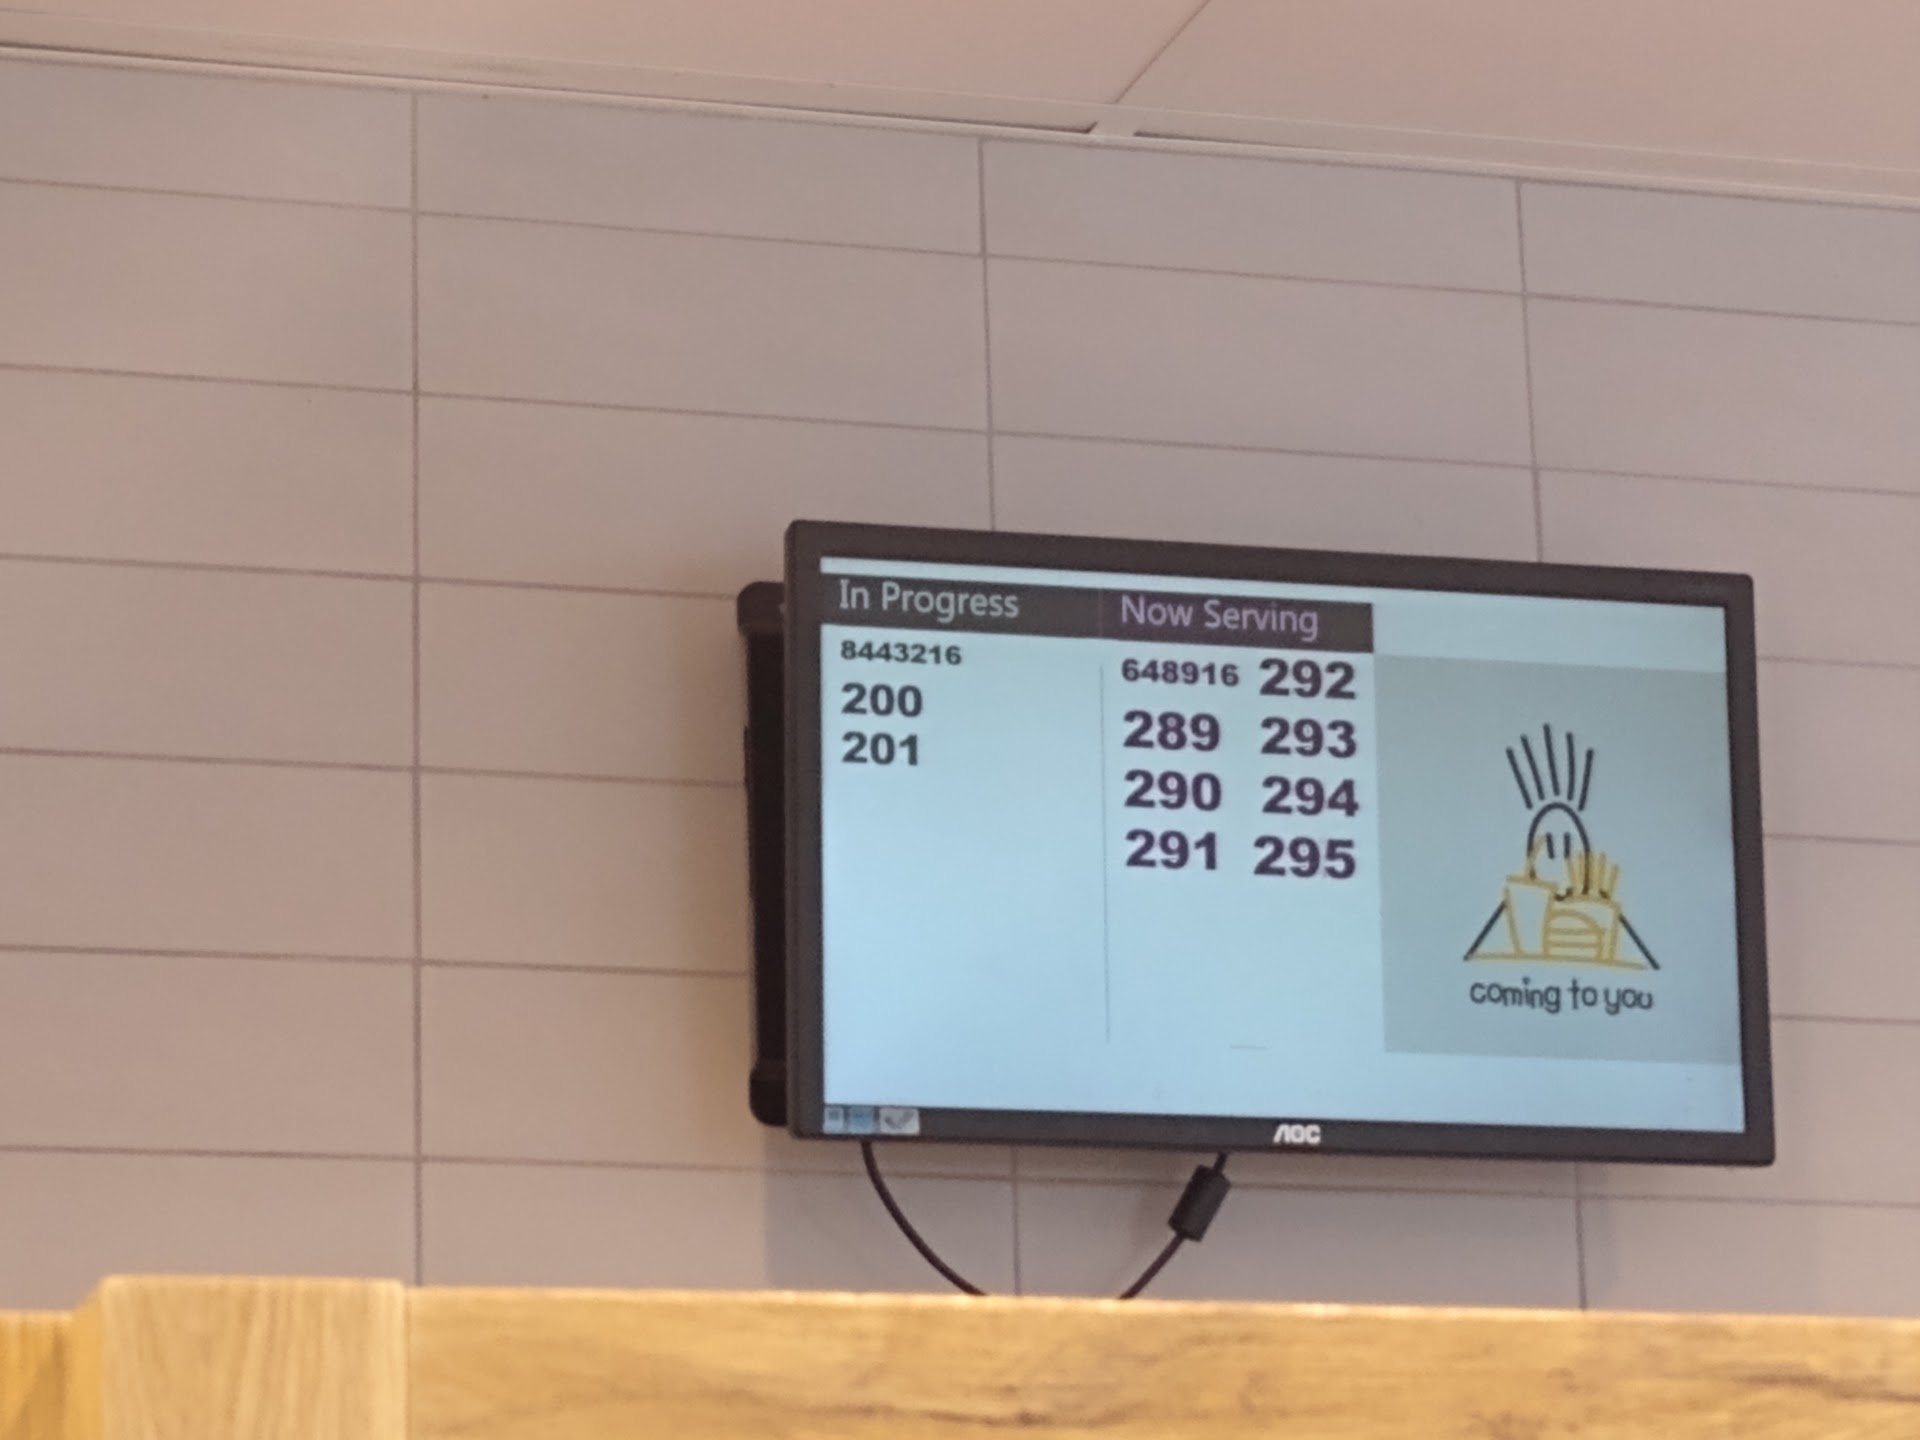 In Progress
8443216
200
201
Now Serving
648916 292
289 293
290 294
291 295
coming to you
AOC